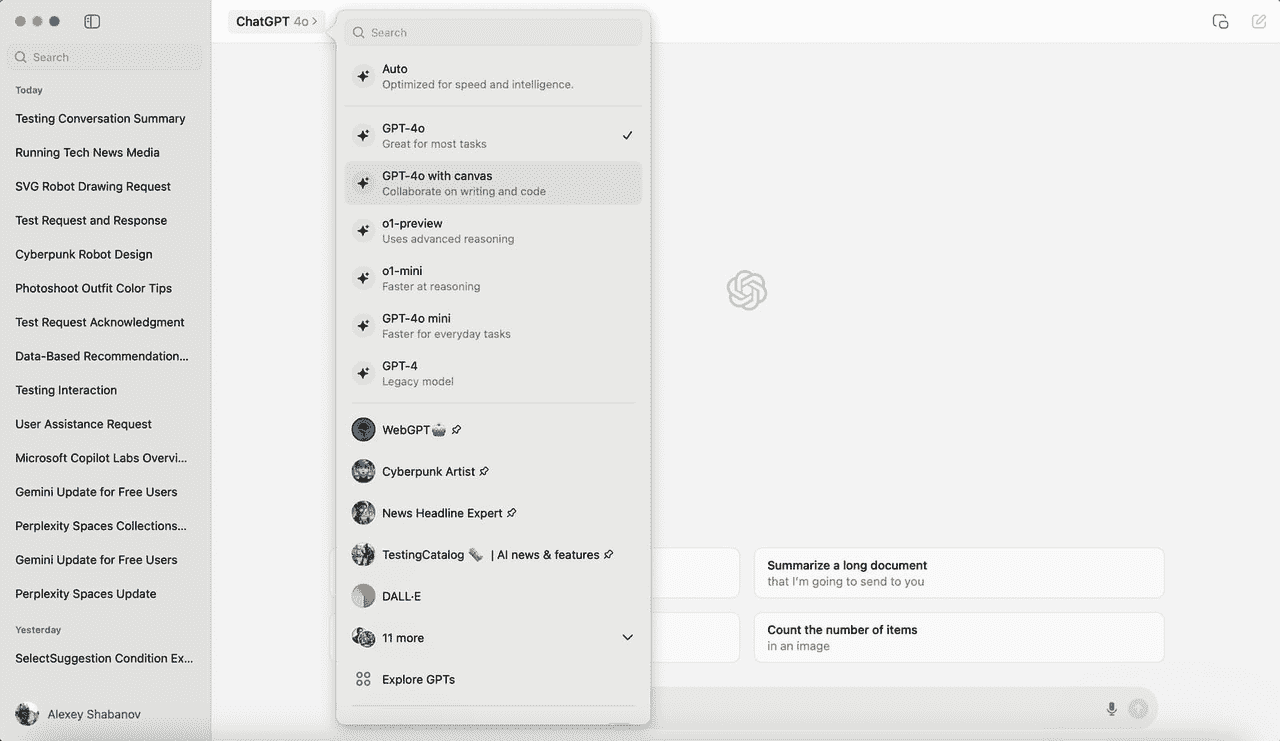 Search
Today
Testing Conversation Summary
Running Tech News Media
SVG Robot Drawing Request
Test Request and Response
Cyberpunk Robot Design
Photoshoot Outfit Color Tips
Test Request Acknowledgment
Data-Based Recommendation...
Testing Interaction
User Assistance Request
Microsoft Copilot Labs Overvi...
Gemini Update for Free Users
Perplexity Spaces Collections...
Gemini Update for Free Users
Perplexity Spaces Update
Yesterday
SelectSuggestion Condition Ex...
Alexey Shabanov
ChatGPT 4o >
Search
Auto
Optimized for speed and intelligence.
GPT-4o
Great for most tasks
GPT-4o with canvas
Collaborate on writing and code
o1-preview
Uses advanced reasoning
o1-mini
Faster at reasoning
GPT-4o mini
Faster for everyday tasks
GPT-4
Legacy model
WebGPT🤖
Cyberpunk Artist
News Headline Expert
TestingCatalog 🗞️ | AI news & features
DALL·E
11 more
Explore GPTs
Summarize a long document
that I'm going to send to you
Count the number of items
in an image